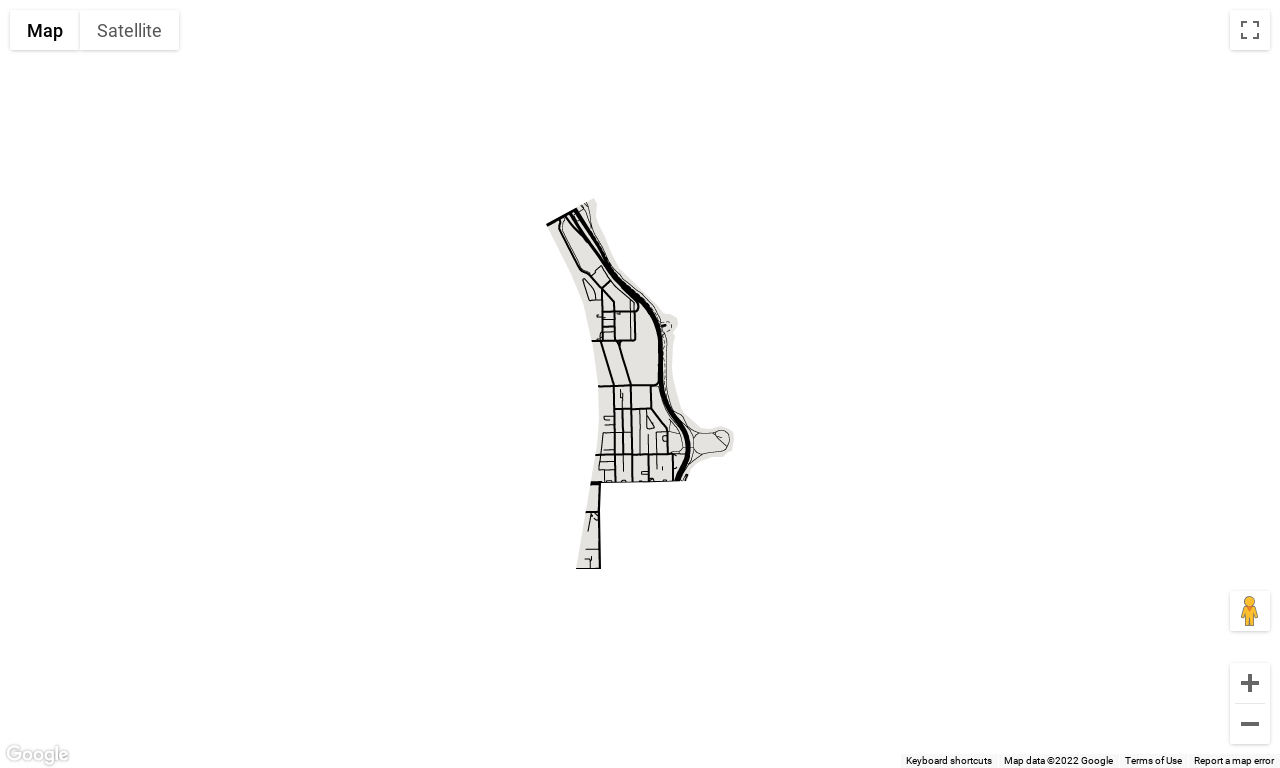 Map
Satellite
Google
Keyboard shortcuts
Map data ©2022 Google
Terms of Use
Report a map error